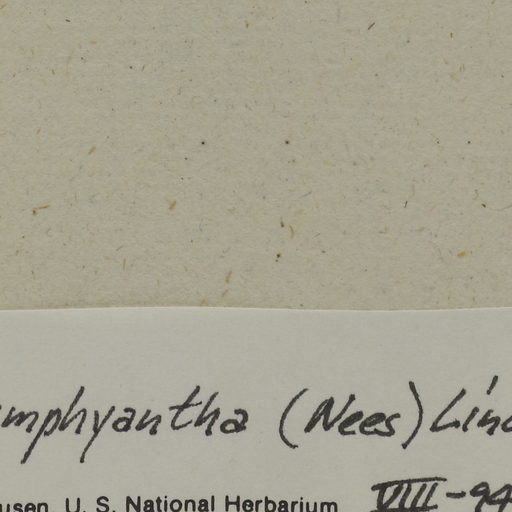 mphyantha (Nees) Lind
usen, U. S. National Herbarium VIII-94